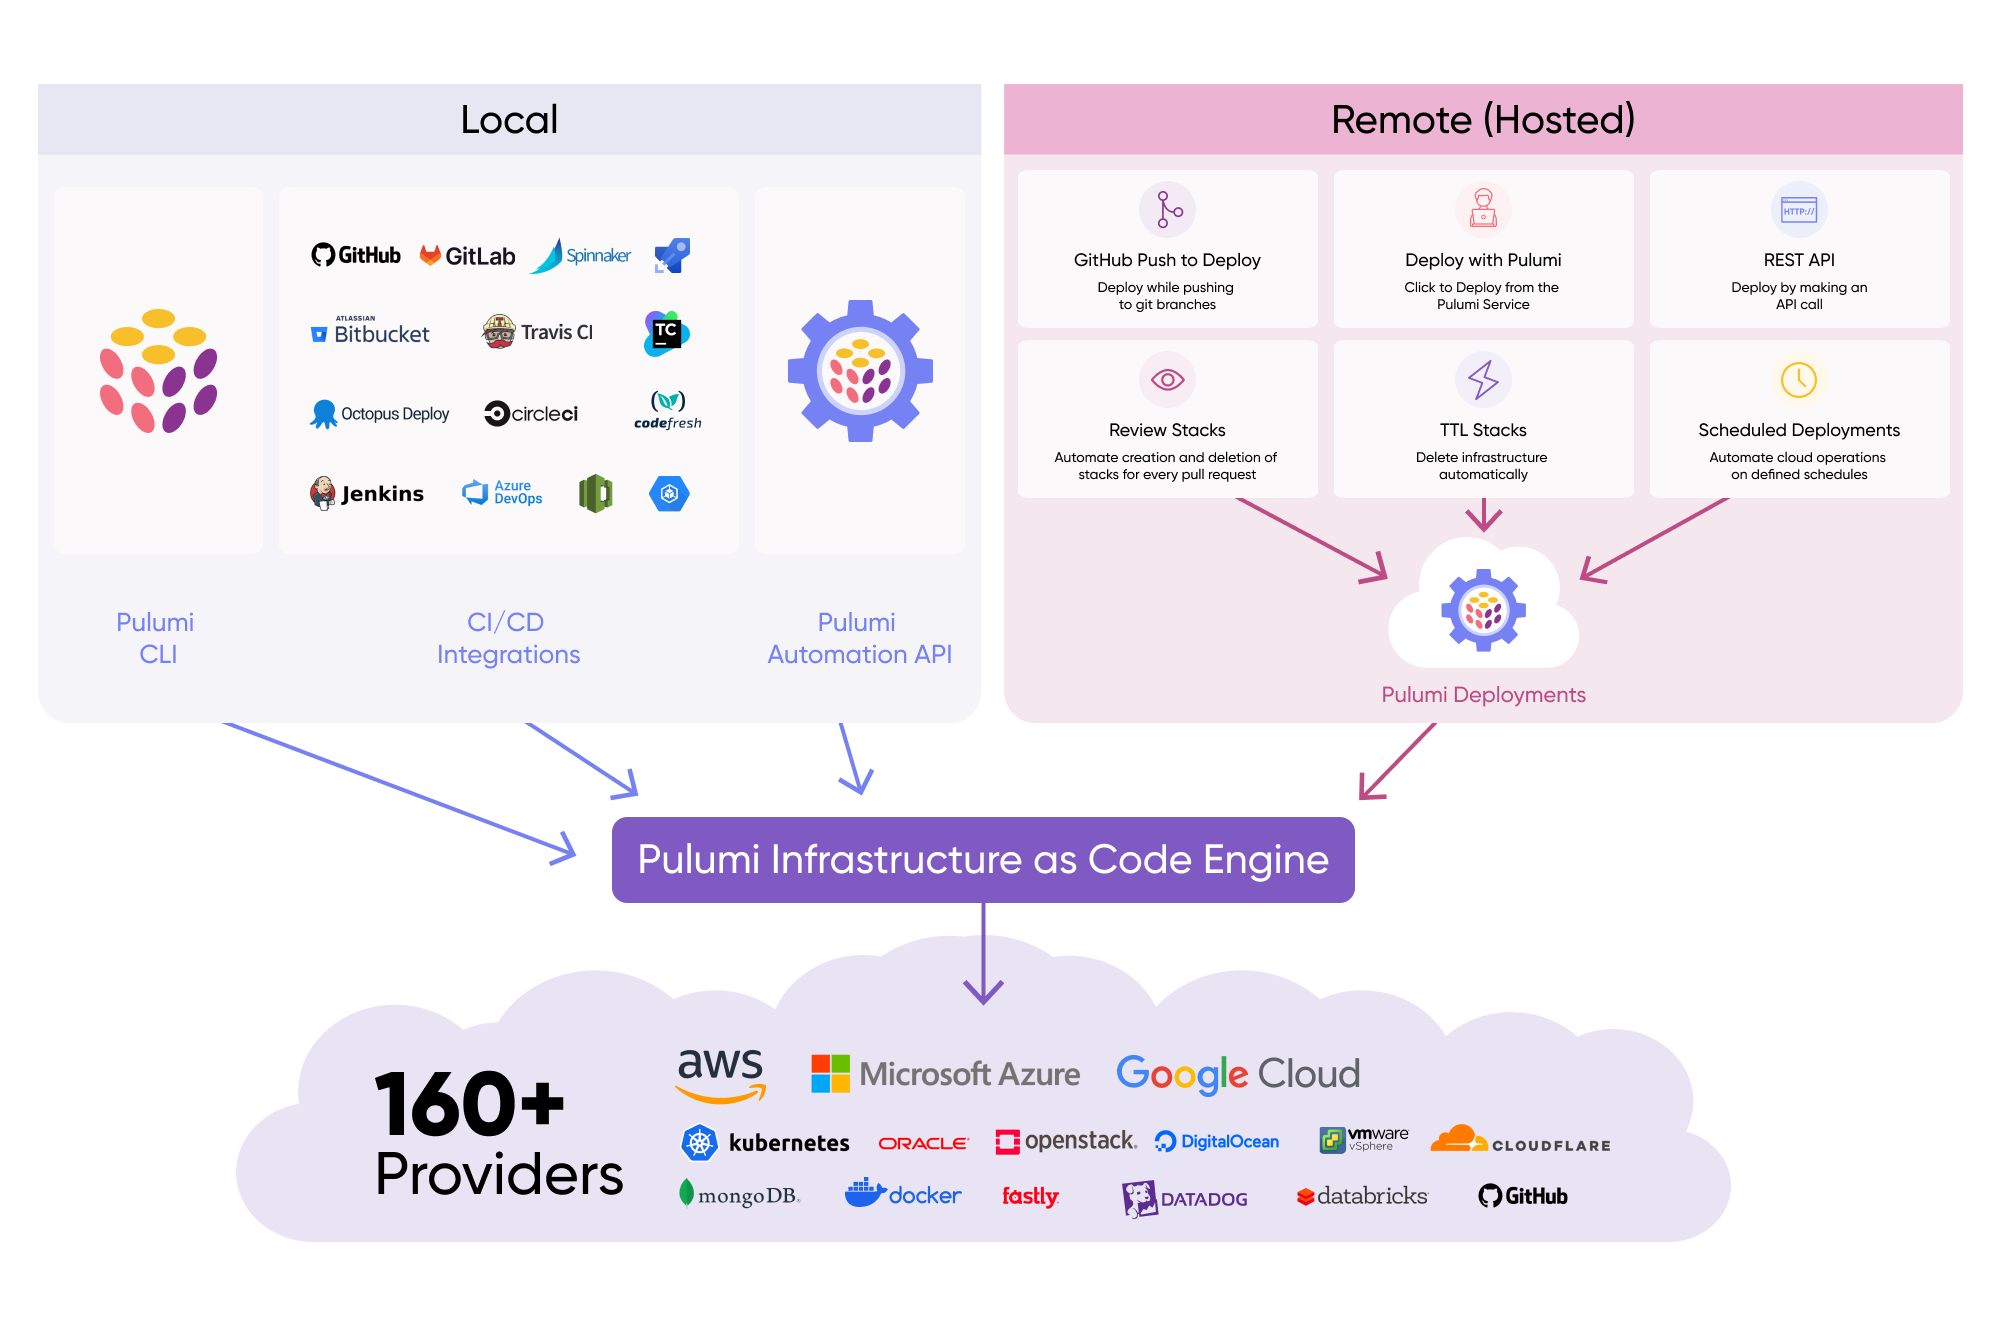 Local
GitHub
GitLab
Spinnaker
ATLASSIAN
Bitbucket
Travis CI
TC
Octopus Deploy
circleci
codefresh
Jenkins
Azure
DevOps
Pulumi
CLI
CI/CD
Integrations
Pulumi
Automation API
Remote (Hosted)
GitHub Push to Deploy
Deploy while pushing
to git branches
Deploy with Pulumi
Click to Deploy from the
Pulumi Service
HTTP://
REST API
Deploy by making an
API call
Review Stacks
Automate creation and deletion of
stacks for every pull request
TTL Stacks
Delete infrastructure
automatically
Scheduled Deployments
Automate cloud operations
on defined schedules
Pulumi Deployments
Pulumi Infrastructure as Code Engine
160+
Providers
aws
Microsoft Azure
Google Cloud
kubernetes
ORACLE
openstack.
DigitalOcean
vmware
vSphere
CLOUDFLARE
mongoDB.
docker
fastly
DATADOG
databricks
GitHub